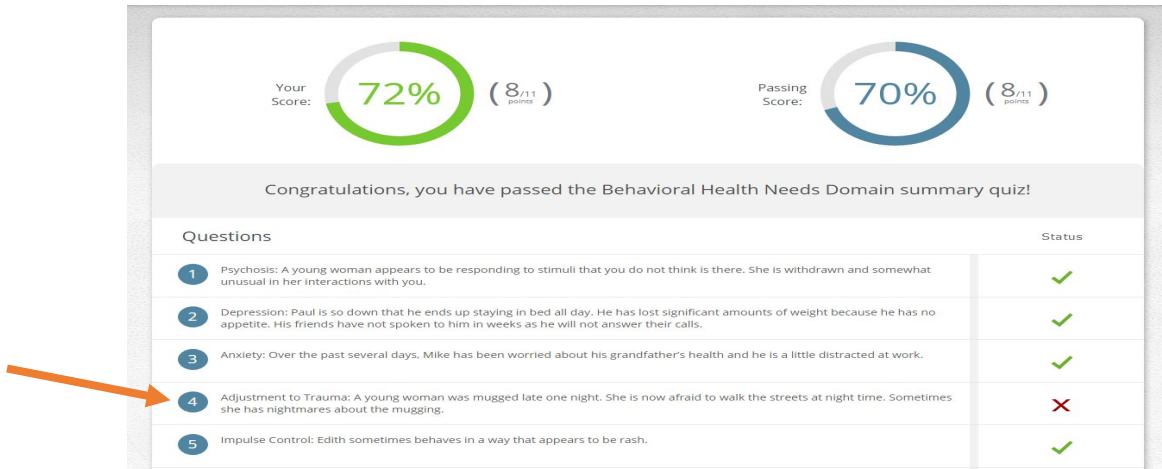 Your
Score:
72%
(8/11
points)
Passing
Score:
70%
(8/11
points)
Congratulations, you have passed the Behavioral Health Needs Domain summary quiz!
Questions
Status
1
Psychosis: A young woman appears to be responding to stimuli that you do not think is there. She is withdrawn and somewhat
unusual in her interactions with you.
2
Depression: Paul is so down that he ends up staying in bed all day. He has lost significant amounts of weight because he has no
appetite. His friends have not spoken to him in weeks as he will not answer their calls.
3
Anxiety: Over the past several days, Mike has been worried about his grandfather's health and he is a little distracted at work.
4
Adjustment to Trauma: A young woman was mugged late one night. She is now afraid to walk the streets at night time. Sometimes
she has nightmares about the mugging.
5
Impulse Control: Edith sometimes behaves in a way that appears to be rash.